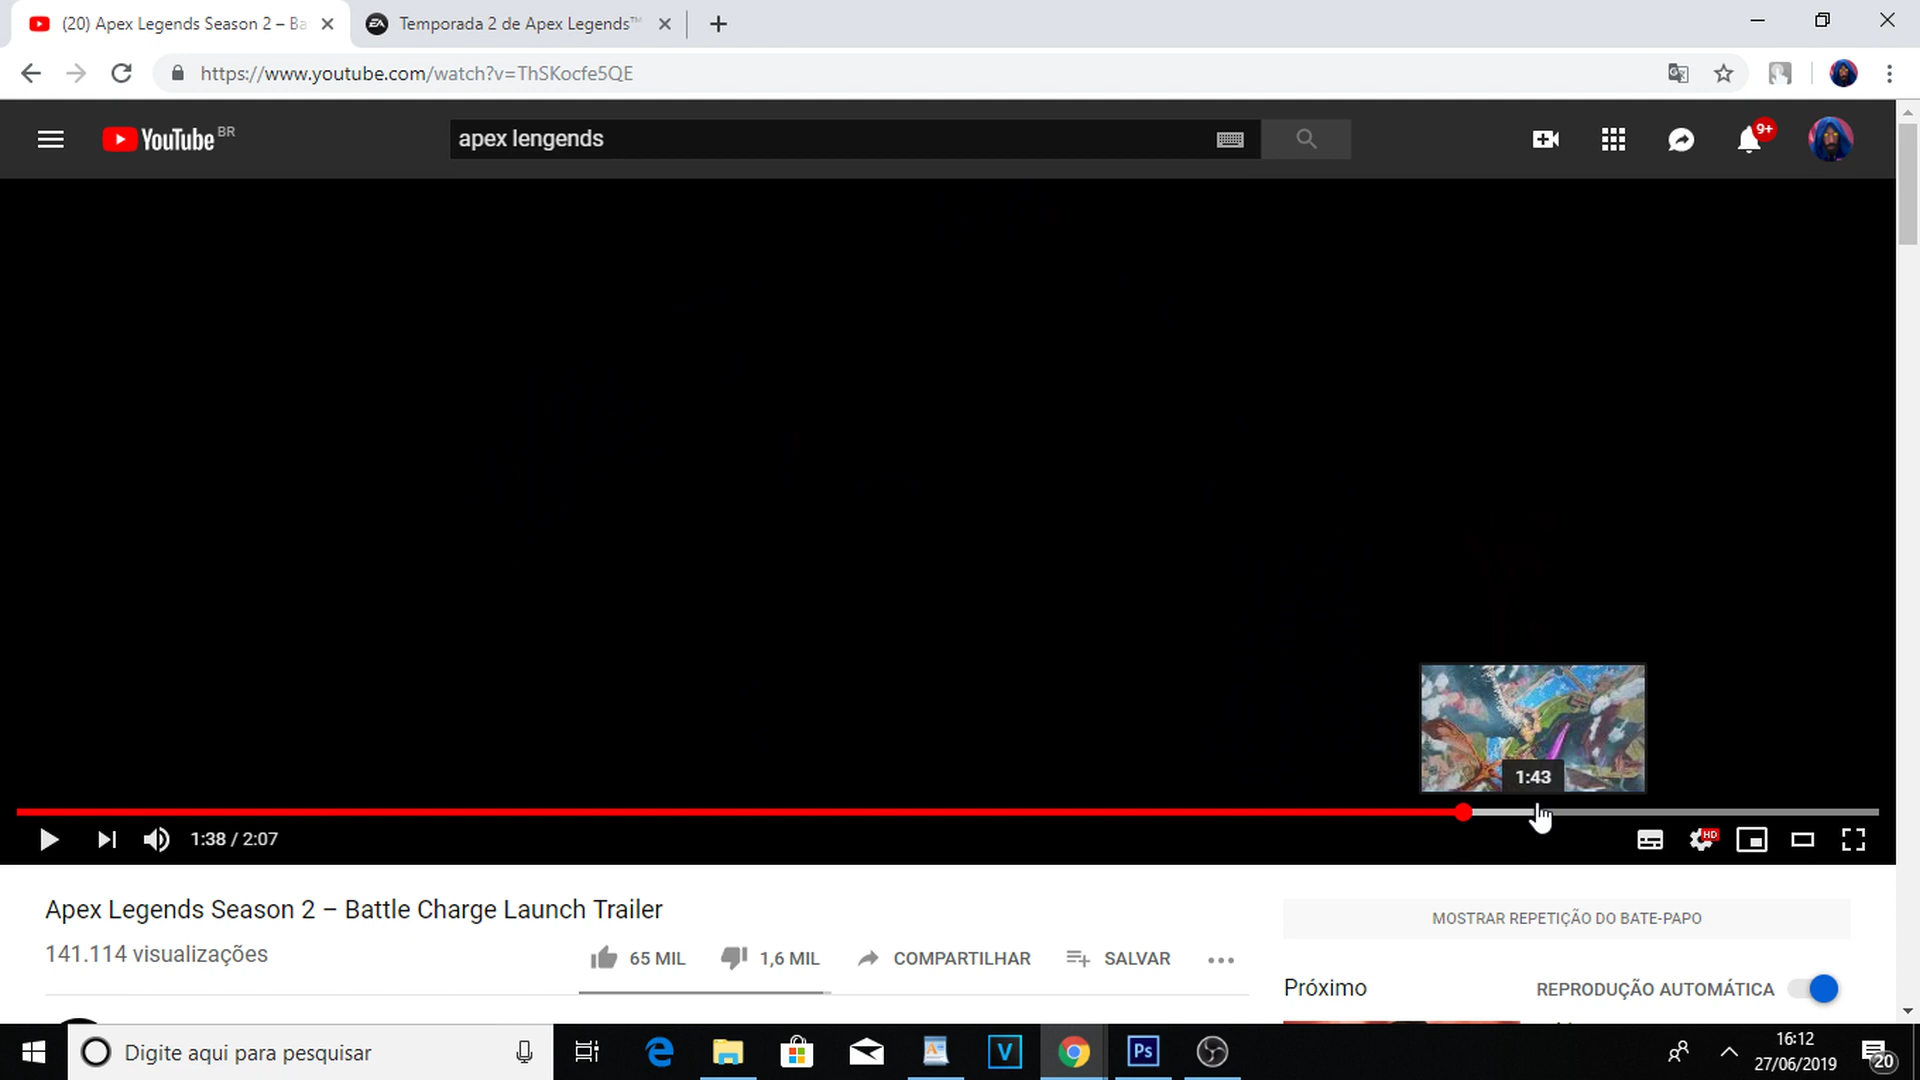 (20) Apex Legends Season 2 – Ba
EA
Temporada 2 de Apex Legends™
https://www.youtube.com/watch?v=ThSKocfe5QE
YouTube BR
apex lengends
9+
1:43
1:38 / 2:07
HD
Apex Legends Season 2 – Battle Charge Launch Trailer
141.114 visualizações
65 MIL
1,6 MIL
COMPARTILHAR
SALVAR
MOSTRAR REPETIÇÃO DO BATE-PAPO
Próximo
REPRODUÇÃO AUTOMÁTICA
Digite aqui para pesquisar
V
Ps
16:12
27/06/2019
20